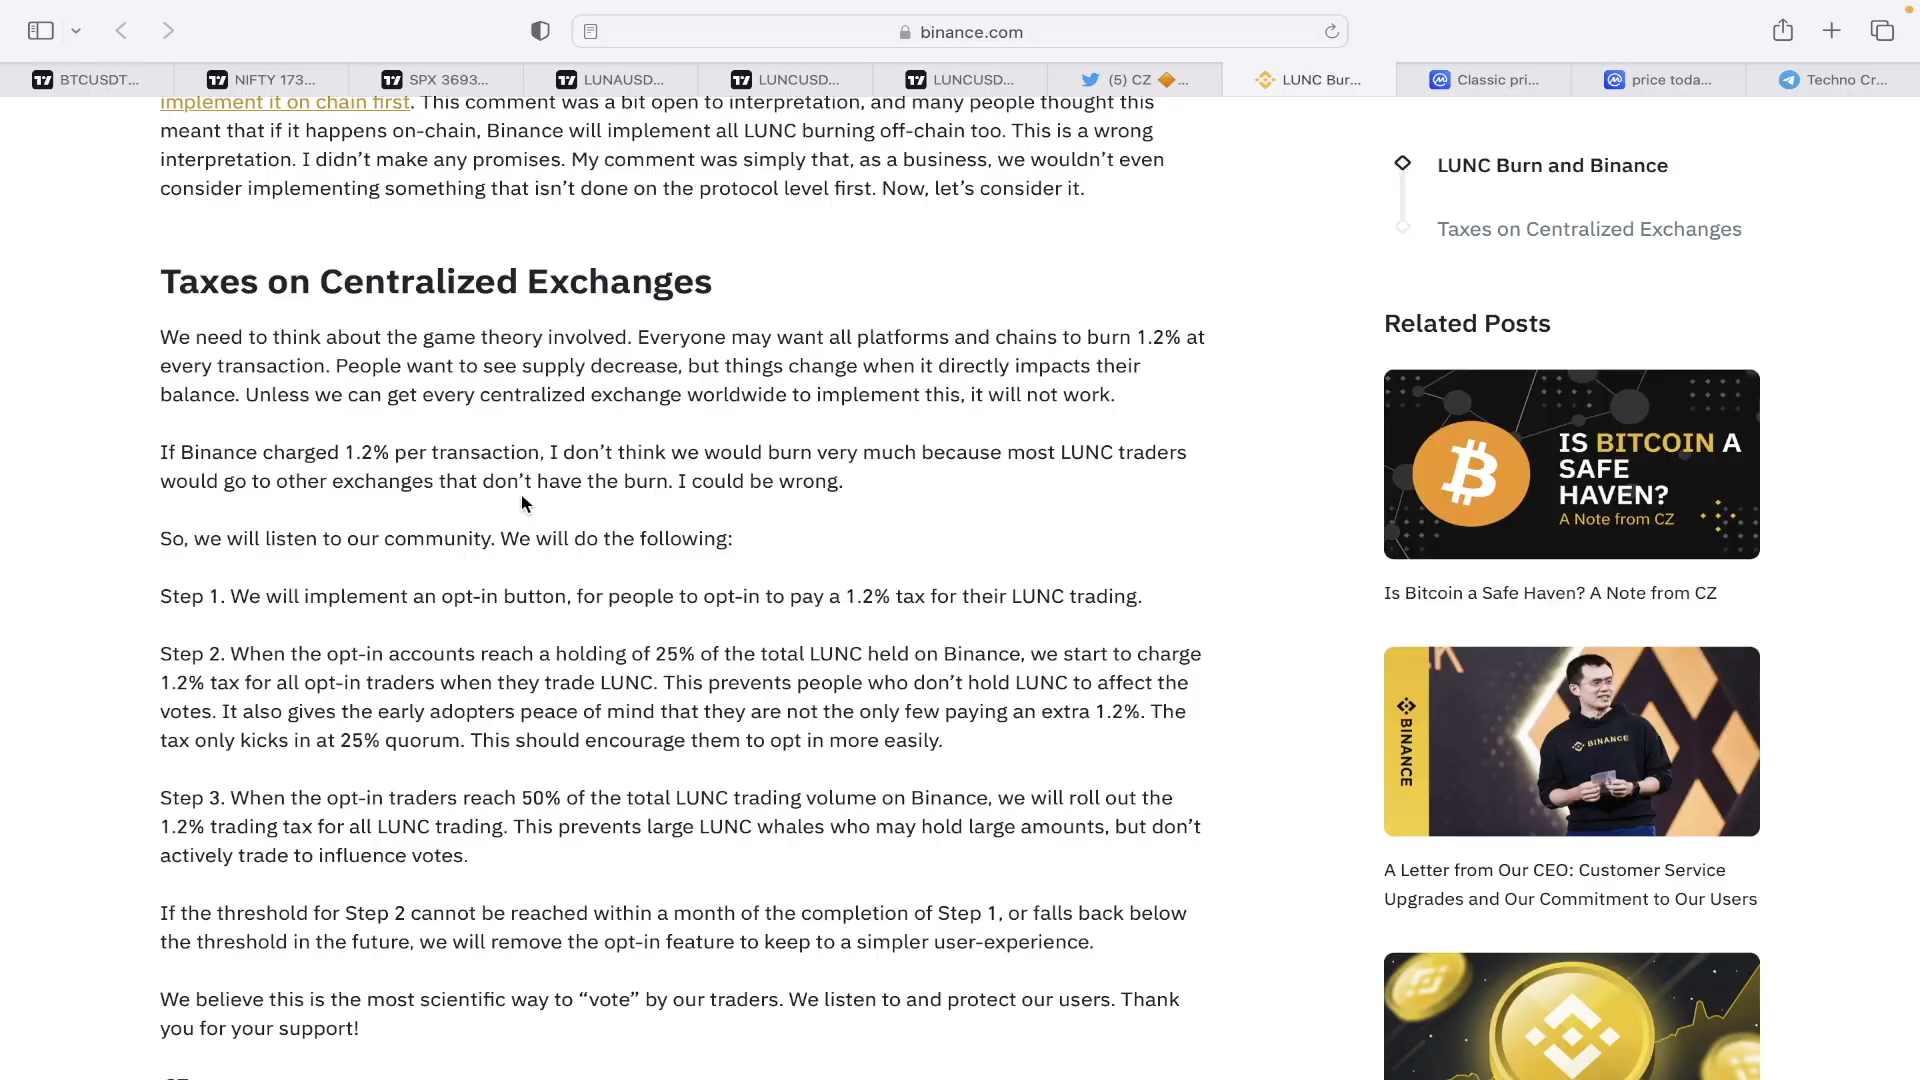 binance.com
BTCUSDT...
NIFTY 173...
SPX 3693...
LUNAUSD...
LUNCUSD...
LUNCUSD...
(5) CZ 🔶...
LUNC Bur...
Classic pri...
price toda...
Techno Cr...
implement it on chain first. This comment was a bit open to interpretation, and many people thought this
meant that if it happens on-chain, Binance will implement all LUNC burning off-chain too. This is a wrong
interpretation. I didn’t make any promises. My comment was simply that, as a business, we wouldn’t even
consider implementing something that isn’t done on the protocol level first. Now, let’s consider it.
Taxes on Centralized Exchanges
We need to think about the game theory involved. Everyone may want all platforms and chains to burn 1.2% at
every transaction. People want to see supply decrease, but things change when it directly impacts their
balance. Unless we can get every centralized exchange worldwide to implement this, it will not work.
If Binance charged 1.2% per transaction, I don’t think we would burn very much because most LUNC traders
would go to other exchanges that don’t have the burn. I could be wrong.
So, we will listen to our community. We will do the following:
Step 1. We will implement an opt-in button, for people to opt-in to pay a 1.2% tax for their LUNC trading.
Step 2. When the opt-in accounts reach a holding of 25% of the total LUNC held on Binance, we start to charge
1.2% tax for all opt-in traders when they trade LUNC. This prevents people who don’t hold LUNC to affect the
votes. It also gives the early adopters peace of mind that they are not the only few paying an extra 1.2%. The
tax only kicks in at 25% quorum. This should encourage them to opt in more easily.
Step 3. When the opt-in traders reach 50% of the total LUNC trading volume on Binance, we will roll out the
1.2% trading tax for all LUNC trading. This prevents large LUNC whales who may hold large amounts, but don’t
actively trade to influence votes.
If the threshold for Step 2 cannot be reached within a month of the completion of Step 1, or falls back below
the threshold in the future, we will remove the opt-in feature to keep to a simpler user-experience.
We believe this is the most scientific way to “vote” by our traders. We listen to and protect our users. Thank
you for your support!
LUNC Burn and Binance
Taxes on Centralized Exchanges
Related Posts
IS BITCOIN A
SAFE
HAVEN?
A Note from CZ
Is Bitcoin a Safe Haven? A Note from CZ
BINANCE
BINANCE
A Letter from Our CEO: Customer Service
Upgrades and Our Commitment to Our Users